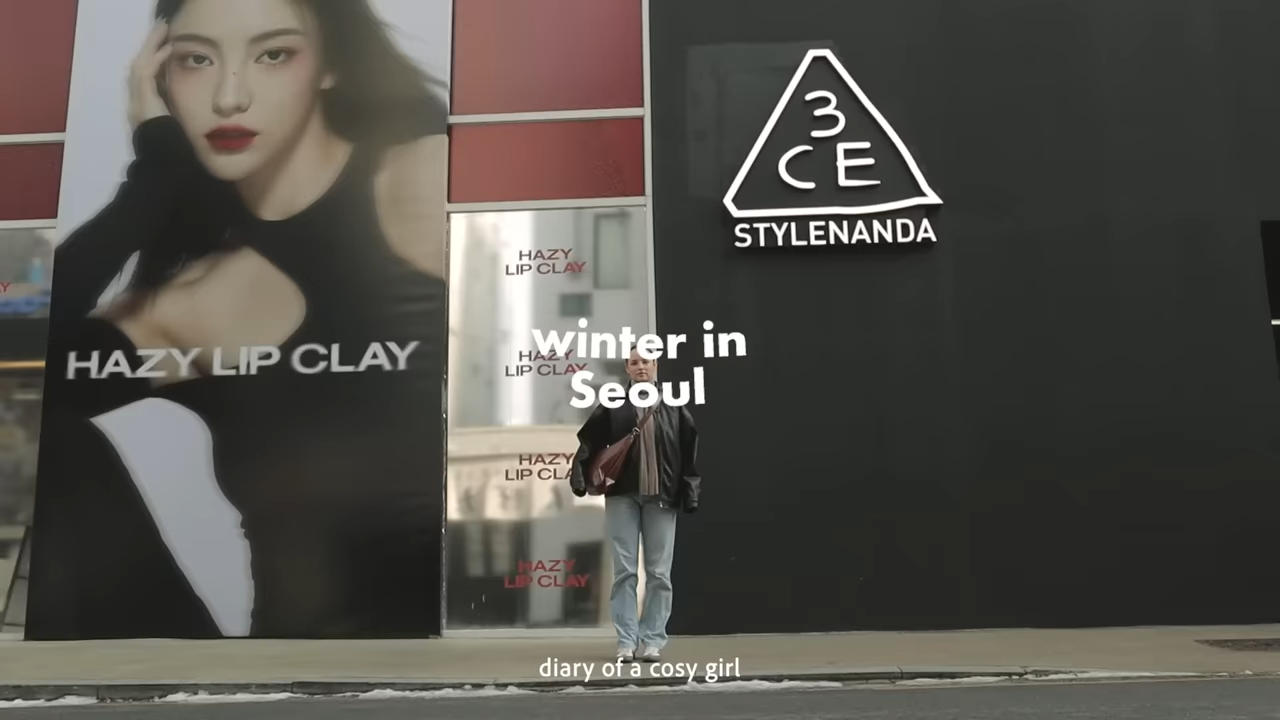 HAZY LIP CLAY
3
CE
STYLENANDA
HAZY
LIP CLAY
winter in
Seoul
HAZY
LIP CLAY
HAZY
LIP CLA
HAZY
LIP CLAY
diary of a cosy girl